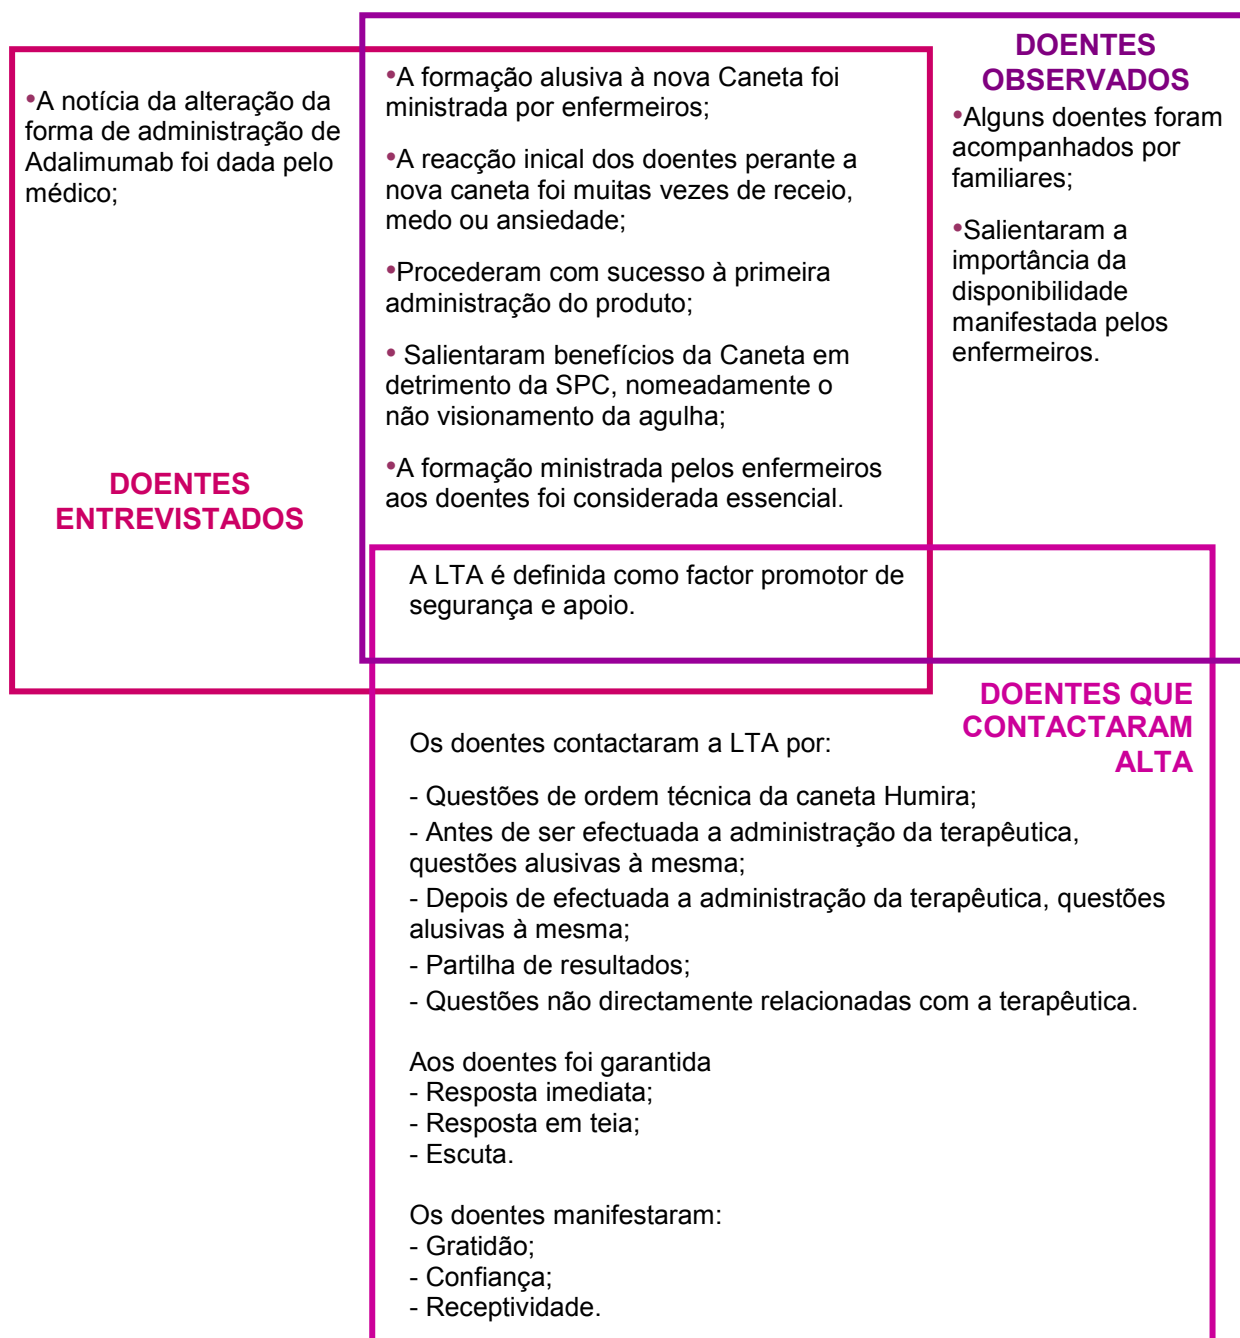 •A notícia da alteração da
forma de administração de
Adalimumab foi dada pelo
médico;
DOENTES
ENTREVISTADOS
•A formação alusiva à nova Caneta foi
ministrada por enfermeiros;
•A reacção inical dos doentes perante a
nova caneta foi muitas vezes de receio,
medo ou ansiedade;
•Procederam com sucesso à primeira
administração do produto;
• Salientaram benefícios da Caneta em
detrimento da SPC, nomeadamente o
não visionamento da agulha;
•A formação ministrada pelos enfermeiros
aos doentes foi considerada essencial.
DOENTES
OBSERVADOS
•Alguns doentes foram
acompanhados por
familiares;
•Salientaram a
importância da
disponibilidade
manifestada pelos
enfermeiros.
A LTA é definida como factor promotor de
segurança e apoio.
DOENTES QUE
CONTACTARAM
ALTA
Os doentes contactaram a LTA por:
- Questões de ordem técnica da caneta Humira;
- Antes de ser efectuada a administração da terapêutica,
questões alusivas à mesma;
- Depois de efectuada a administração da terapêutica, questões
alusivas à mesma;
- Partilha de resultados;
- Questões não directamente relacionadas com a terapêutica.
Aos doentes foi garantida
- Resposta imediata;
- Resposta em teia;
- Escuta.
Os doentes manifestaram:
- Gratidão;
- Confiança;
- Receptividade.